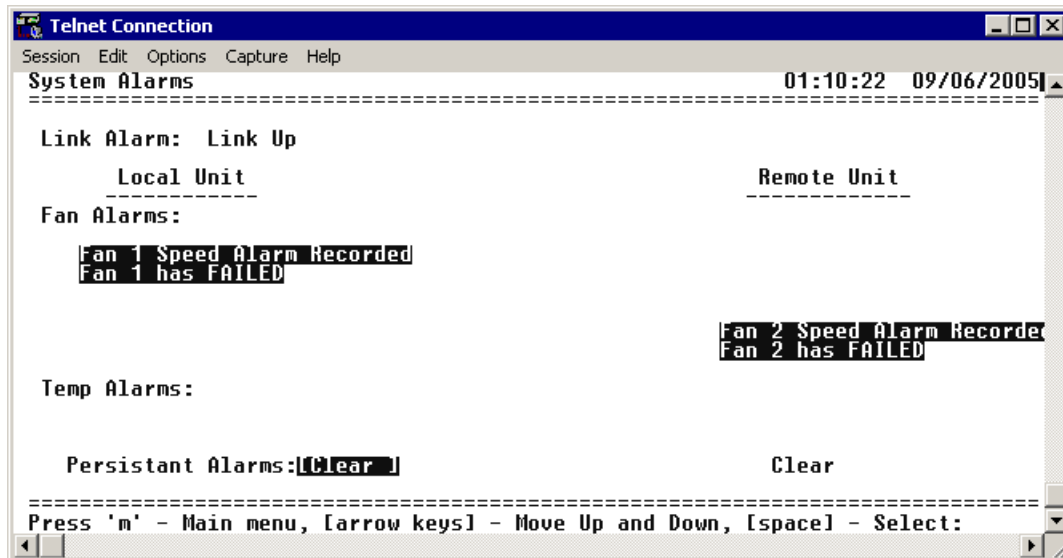 Telnet Connection
Session Edit Options Capture Help
System Alarms 01:10:22 09/06/2005
================================================================================
Link Alarm: Link Up
Local Unit Remote Unit
------------ -------------
Fan Alarms:
Fan 1 Speed Alarm Recorded
Fan 1 has FAILED
Fan 2 Speed Alarm Recorded
Fan 2 has FAILED
Temp Alarms:
Persistant Alarms:[Clear ] Clear
================================================================================
Press 'm' - Main menu, [arrow keys] - Move Up and Down, [space] - Select: